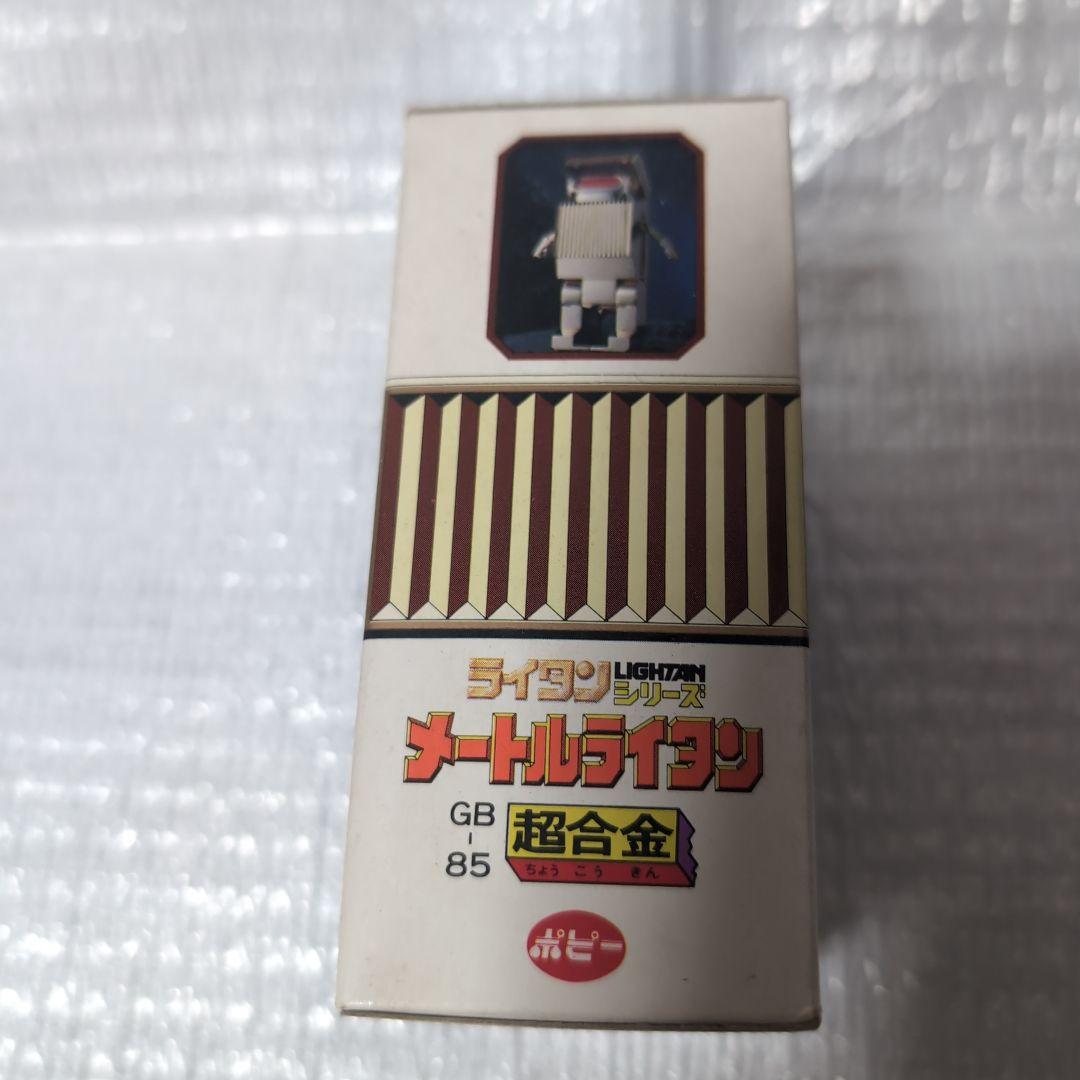 ライタン LIGHTAN シリーズ
メートルライタン
GB-85
超合金
ちょう ごう きん
ポピー